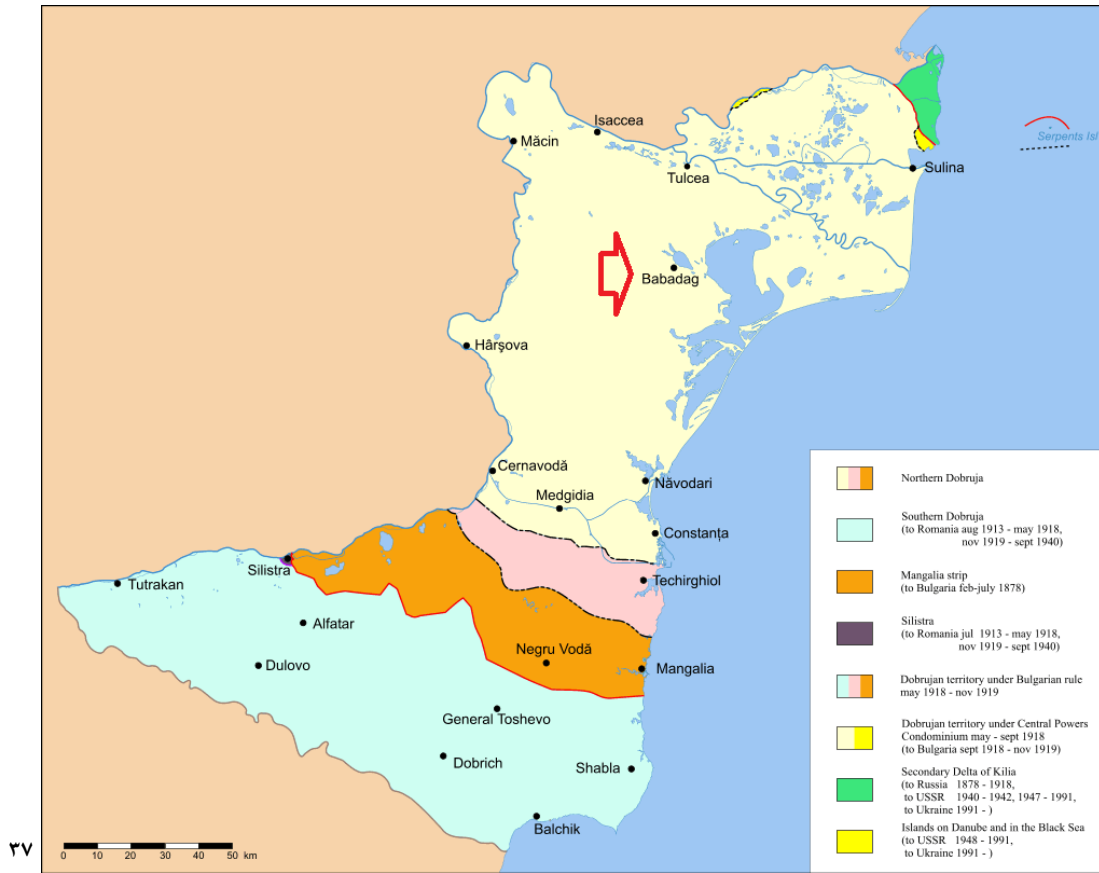 Isaccea
Măcin
Serpents Isl
Tulcea
Sulina
Babadag
Hârşova
Cernavodă
Năvodari
Medgidia
Constanţa
Silistra
Techirghiol
Tutrakan
Alfatar
Negru Vodă
Dulovo
Mangalia
General Toshevo
Dobrich
Shabla
Balchik
۳۷
0 10 20 30 40 50 km
Northern Dobruja
Southern Dobruja
(to Romania aug 1913 - may 1918,
nov 1919 - sept 1940)
Mangalia strip
(to Bulgaria feb-july 1878)
Silistra
(to Romania jul 1913 - may 1918,
nov 1919 - sept 1940)
Dobrujan territory under Bulgarian rule
may 1918 - nov 1919
Dobrujan territory under Central Powers
Condominium may - sept 1918
(to Bulgaria sept 1918 - nov 1919)
Secondary Delta of Kilia
(to Russia 1878 - 1918,
to USSR 1940 - 1942, 1947 - 1991,
to Ukraine 1991 - )
Islands on Danube and in the Black Sea
(to USSR 1948 - 1991,
to Ukraine 1991 - )